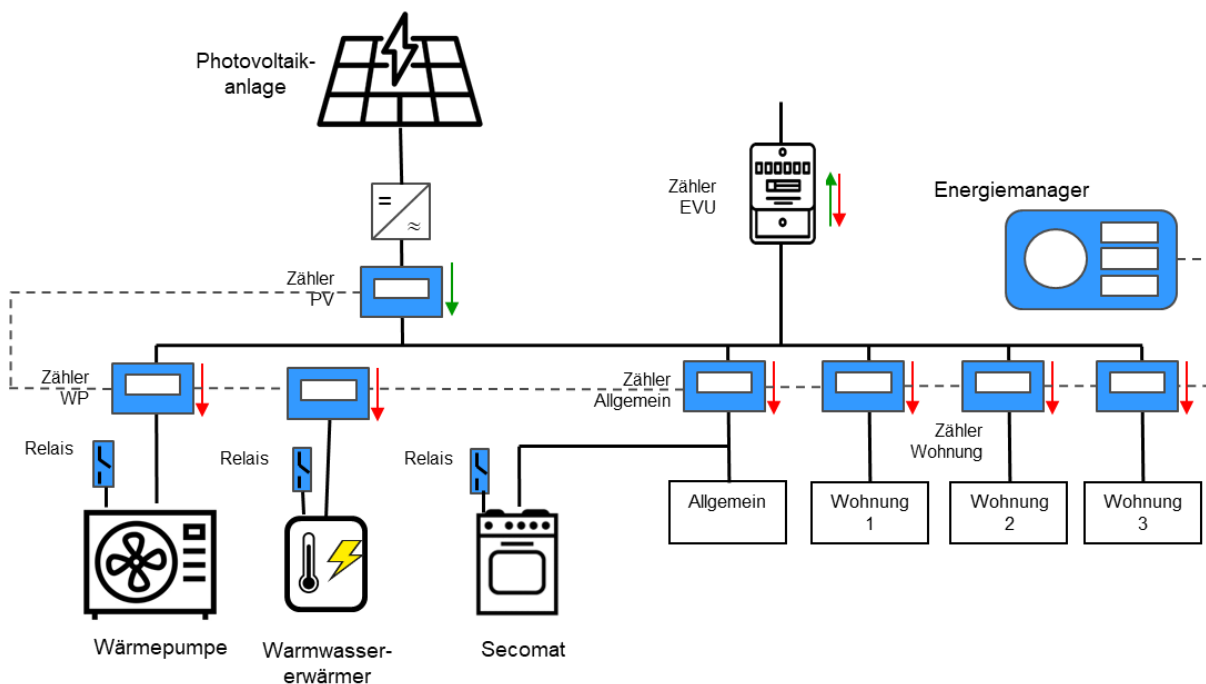 Photovoltaik-
anlage
Zähler
EVU
Energiemanager
=
≈
Zähler
PV
Zähler
WP
Zähler
Allgemein
Zähler
Wohnung
Relais
Relais
Relais
Allgemein
Wohnung
1
Wohnung
2
Wohnung
3
Wärmepumpe
Warmwasser-
erwärmer
Secomat